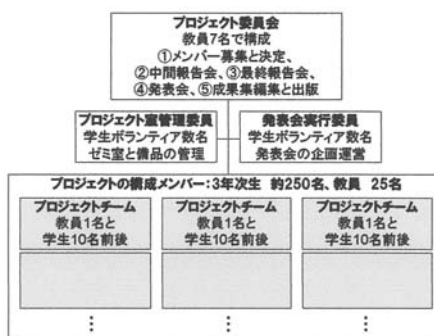 プロジェクト委員会
教員7名で構成
①メンバー募集と決定、
②中間報告会、③最終報告会、
④発表会、⑤成果集編集と出版
プロジェクト室管理委員
学生ボランティア数名
ゼミ室と備品の管理
発表会実行委員
学生ボランティア数名
発表会の企画運営
プロジェクトの構成メンバー：3年次生 約250名、教員 25名
プロジェクトチーム
教員1名と
学生10名前後
プロジェクトチーム
教員1名と
学生10名前後
プロジェクトチーム
教員1名と
学生10名前後